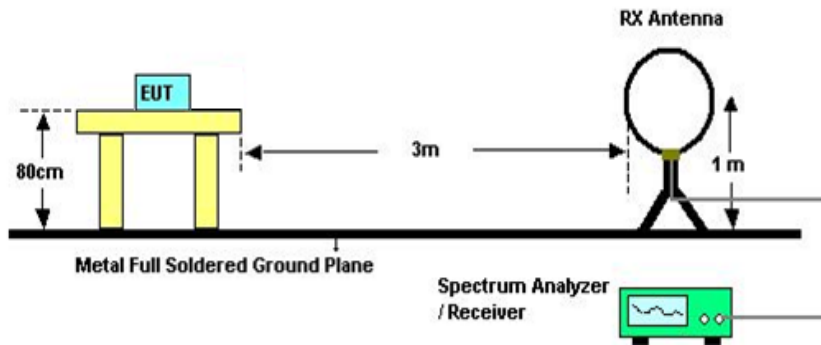 RX Antenna
EUT
80cm
3m
1 m
Metal Full Soldered Ground Plane
Spectrum Analyzer
/ Receiver